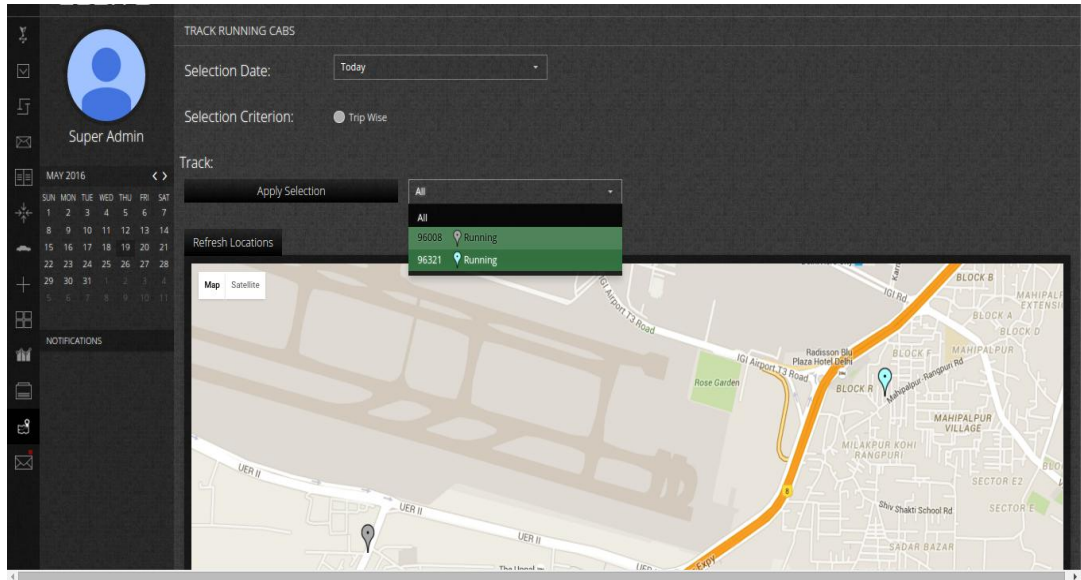 TRACK RUNNING CABS
Selection Date:
Today
Selection Criterion:
Trip Wise
Super Admin
Track:
Apply Selection
All
All
96008 Running
96321 Running
Refresh Locations
MAY 2016 < >
SUN MON TUE WED THU FRI SAT
1 2 3 4 5 6 7
8 9 10 11 12 13 14
15 16 17 18 19 20 21
22 23 24 25 26 27 28
29 30 31 1 2 3 4
5 6 7 8 9 10 11
NOTIFICATIONS
Map Satellite
IGI Airport T3 Road
IGI Rd
BLOCK B
MAHIPALP
EXTENSI
BLOCK A
BLOCK D
Radisson Blu
Plaza Hotel Delhi
IGI Airport T3 Road
BLOCK F
MAHIPALPUR
Rose Garden
BLOCK R
Mahipalpur-Rangpuri Rd
MAHIPALPUR
VILLAGE
MILAKPUR KOHI
RANGPURI
BLO
SECTOR E2
UER II
8
UER II
Shiv Shakti School Rd
SECTOR E
UER II
SADAR BAZAR